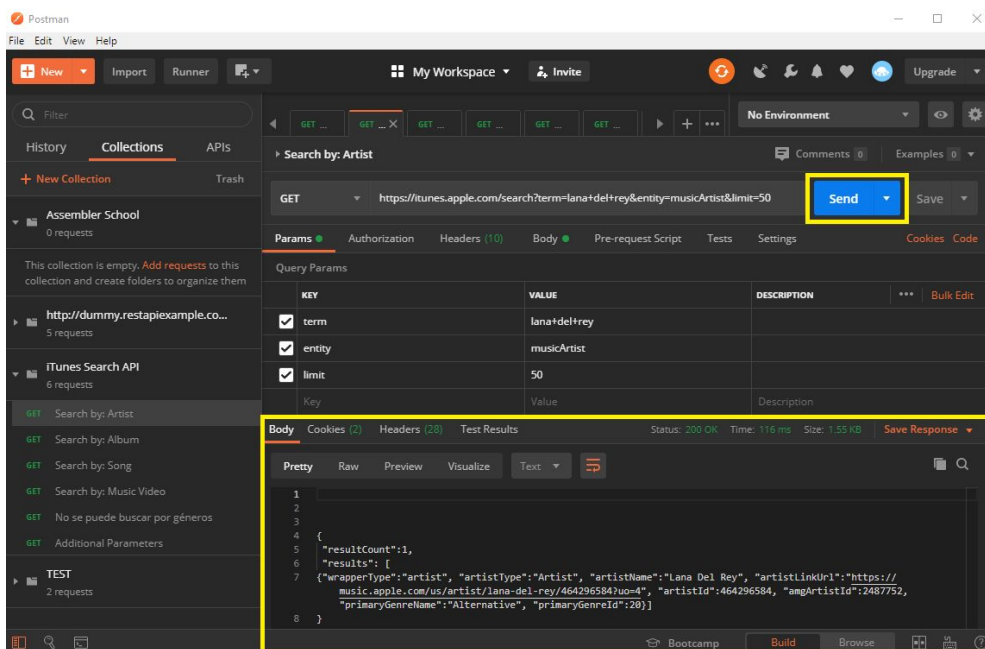 Postman
File Edit View Help
New Import Runner My Workspace Invite Upgrade
Filter
History Collections APIs
+ New Collection Trash
Assembler School
0 requests
This collection is empty. Add requests to this
collection and create folders to organize them
http://dummy.restapiexample.co...
5 requests
iTunes Search API
6 requests
GET Search by: Artist
GET Search by: Album
GET Search by: Song
GET Search by: Music Video
GET No se puede buscar por géneros
GET Additional Parameters
TEST
2 requests
GET ... GET ... X GET ... GET ... GET ... GET ... + ...
No Environment
Search by: Artist
Comments 0 Examples 0
GET https://itunes.apple.com/search?term=lana+del+rey&entity=musicArtist&limit=50 Send Save
Params Authorization Headers (10) Body Pre-request Script Tests Settings Cookies Code
Query Params
KEY VALUE DESCRIPTION ... Bulk Edit
term lana+del+rey
entity musicArtist
limit 50
Key Value Description
Body Cookies (2) Headers (28) Test Results Status: 200 OK Time: 116 ms Size: 1.55 KB Save Response
Pretty Raw Preview Visualize Text
1
2
3
4 {
5 "resultCount":1,
6 "results": [
7 {"wrapperType":"artist", "artistType":"Artist", "artistName":"Lana Del Rey", "artistLinkUrl":"https://
music.apple.com/us/artist/lana-del-rey/464296584?uo=4", "artistId":464296584, "amgArtistId":2487752,
"primaryGenreName":"Alternative", "primaryGenreId":20}]
8 }
Bootcamp Build Browse